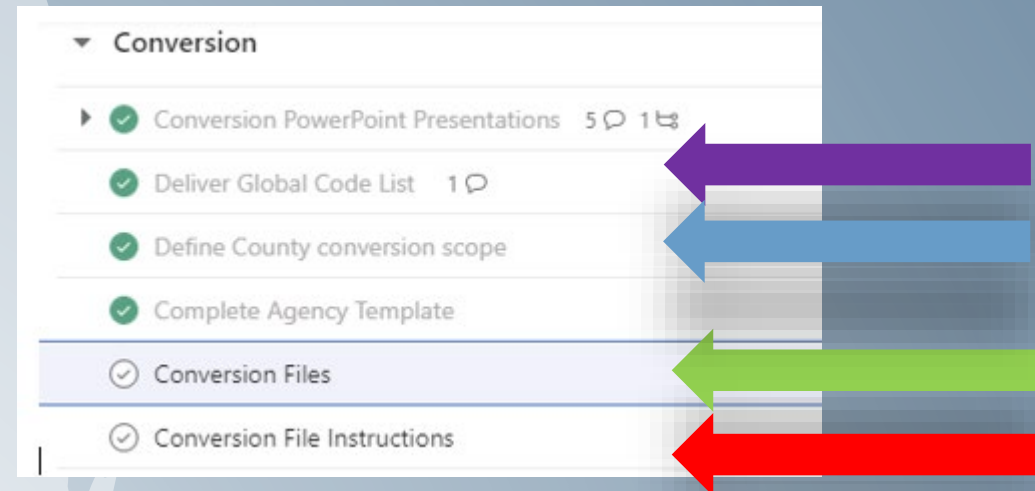 Conversion
Conversion PowerPoint Presentations 5 1
Deliver Global Code List 1
Define County conversion scope
Complete Agency Template
Conversion Files
Conversion File Instructions